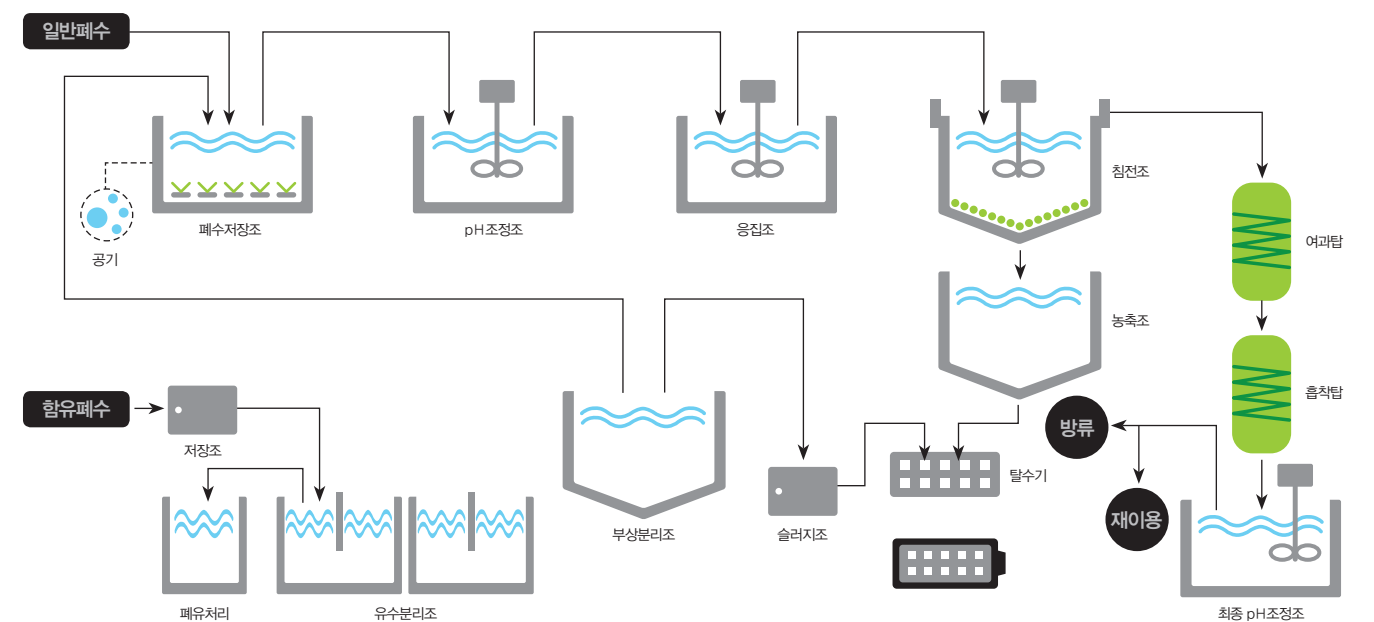 일반폐수
폐수저장조
공기
pH조정조
응집조
침전조
여과탑
농축조
흡착탑
함유폐수
저장조
방류
탈수기
재이용
부상분리조
슬러지조
폐유처리
유수분리조
최종 pH조정조